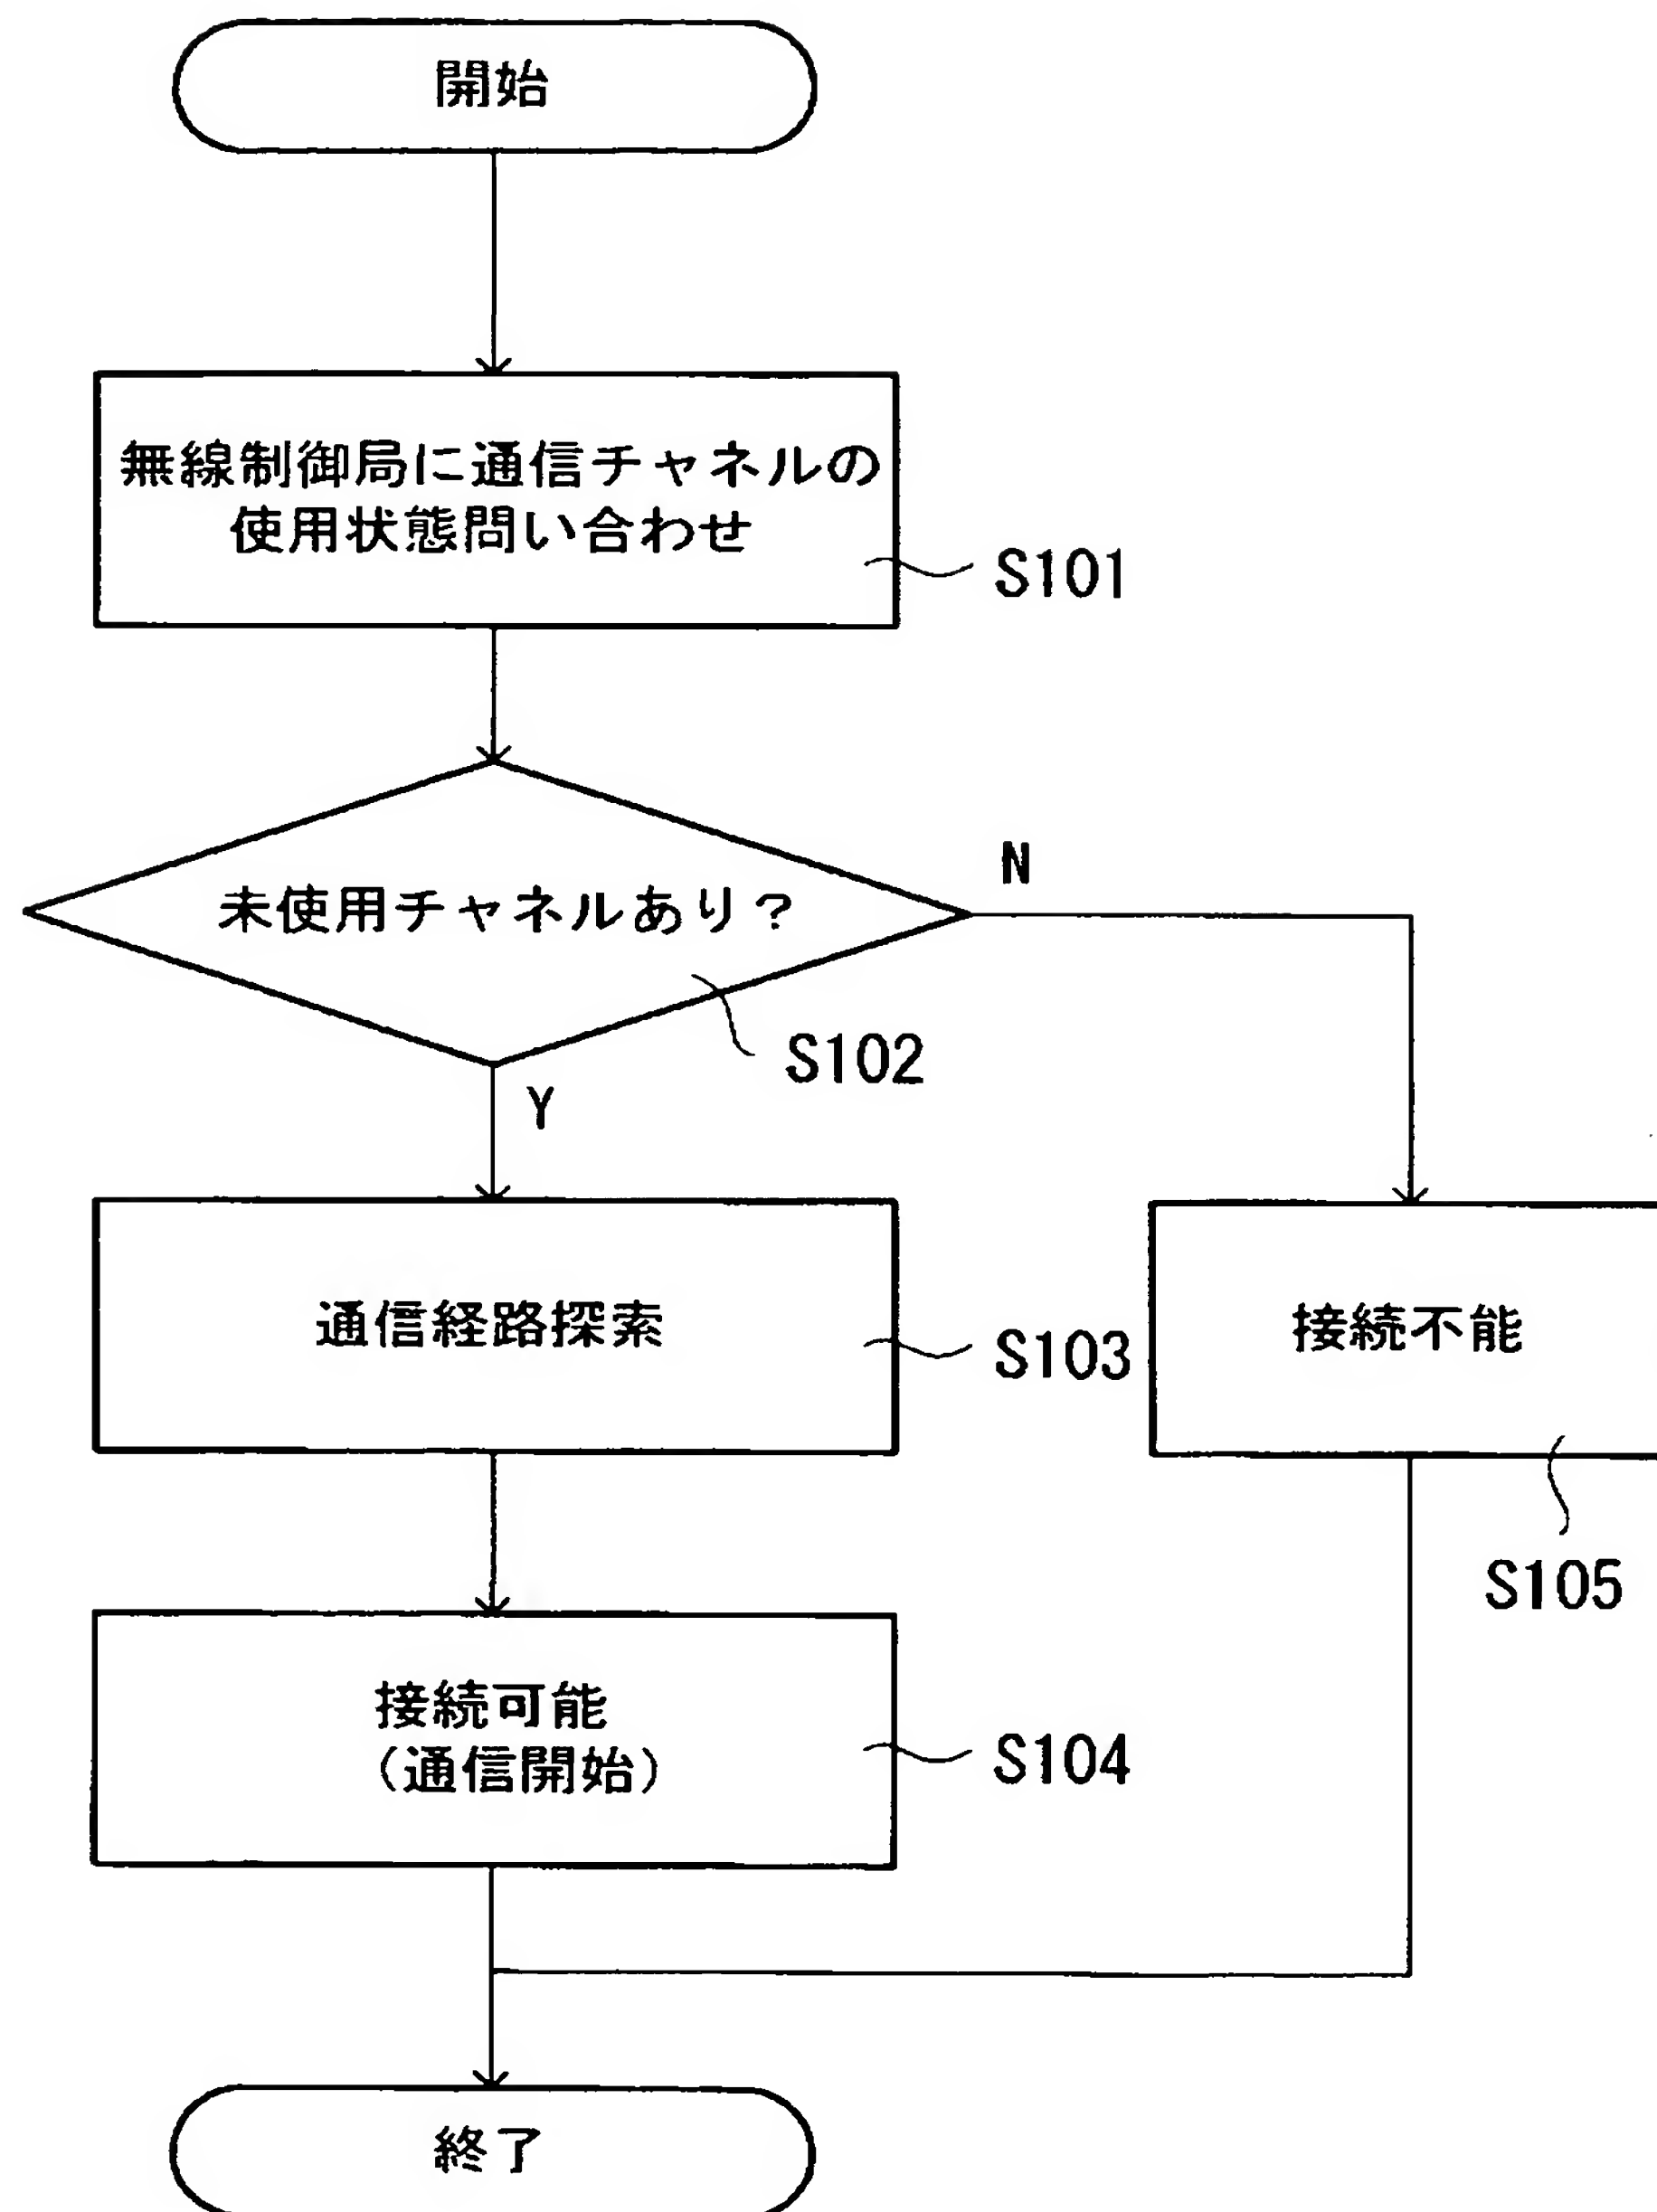 開始
無線制御局に通信チャネルの
使用状態問い合わせ
S101
未使用チャネルあり？
N
S102
Y
通信経路探索
S103
接続不能
S105
接続可能
（通信開始）
S104
終了